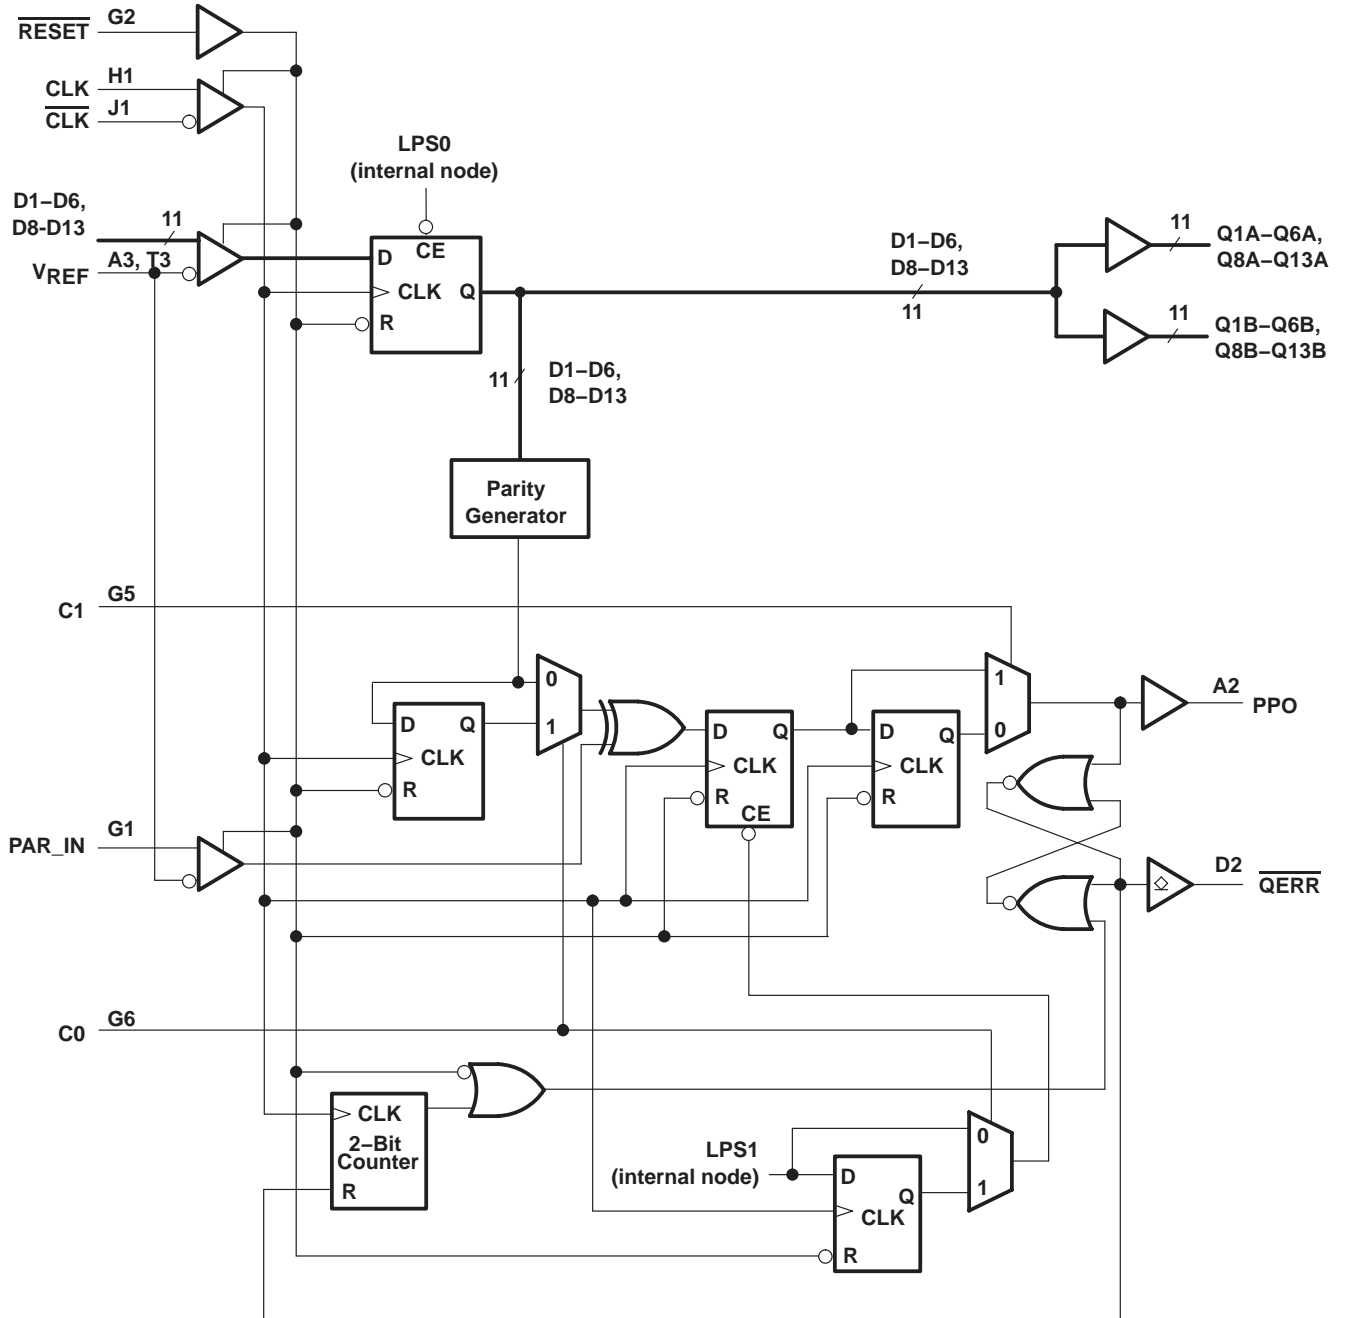 RESET
G2
CLK
H1
CLK
J1
LPS0
(internal node)
D1−D6,
D8-D13
11
VREF
A3, T3
D
CE
CLK
Q
R
D1−D6,
D8−D13
11
11
Q1A−Q6A,
Q8A−Q13A
11
Q1B−Q6B,
Q8B−Q13B
11
D1−D6,
D8−D13
Parity
Generator
C1
G5
0
1
D
Q
CLK
R
D
Q
CLK
R
CE
D
Q
CLK
R
1
0
A2
PPO
PAR_IN
G1
D2
QERR
C0
G6
CLK
2−Bit
Counter
R
LPS1
(internal node)
D
Q
CLK
R
0
1